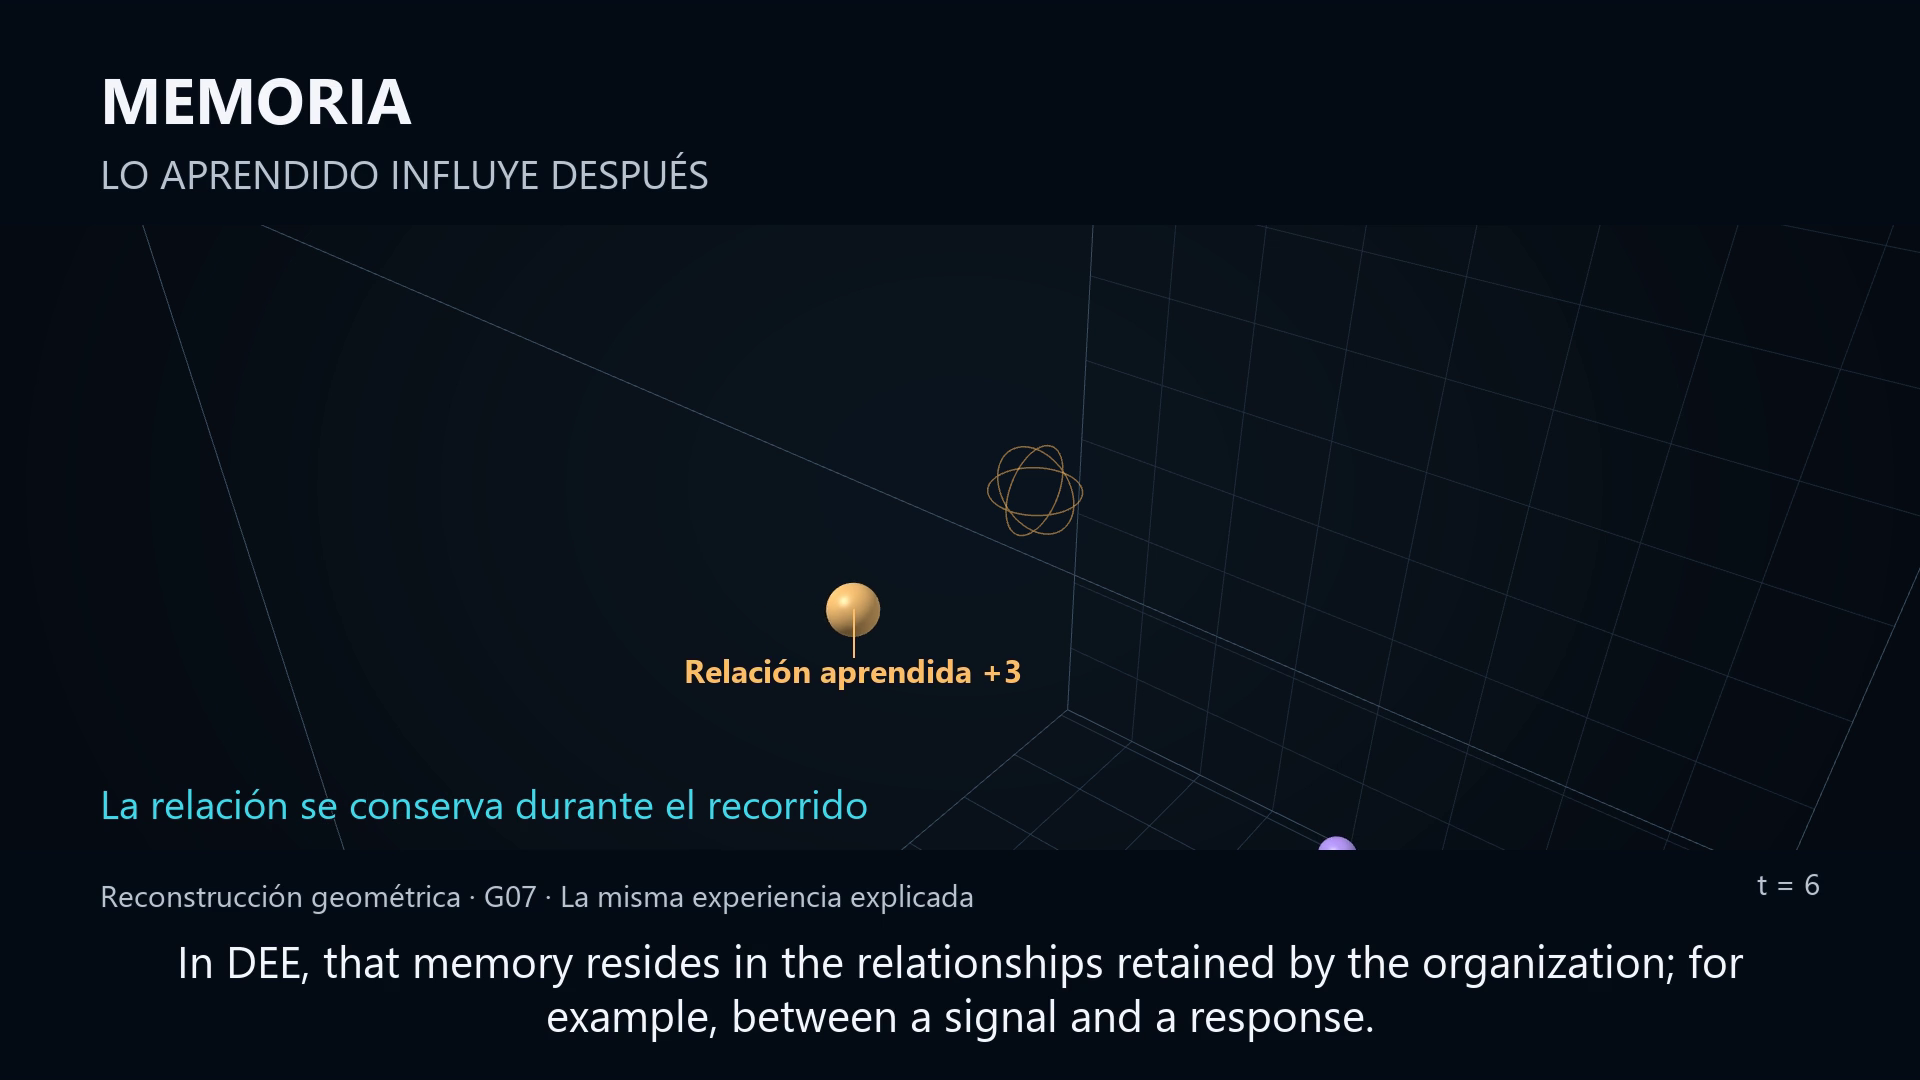 MEMORIA
LO APRENDIDO INFLUYE DESPUÉS
Relación aprendida +3
La relación se conserva durante el recorrido
Reconstrucción geométrica · G07 · La misma experiencia explicada
t = 6
In DEE, that memory resides in the relationships retained by the organization; for
example, between a signal and a response.